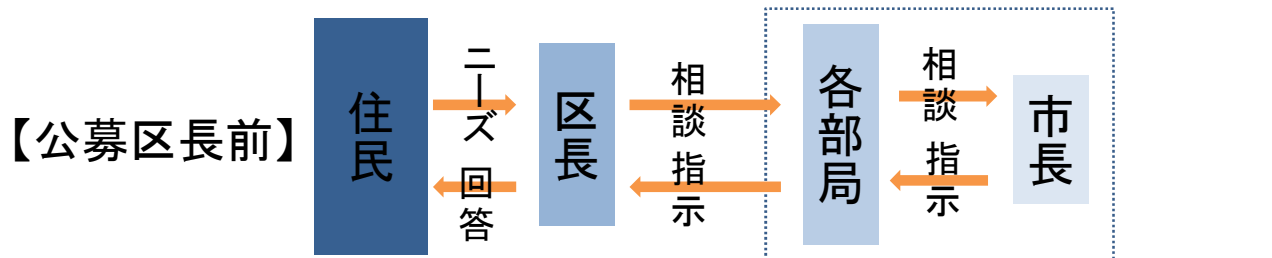 【公募区長前】
住民
ニーズ
回答
区長
相談
指示
各部局
相談
指示
市長